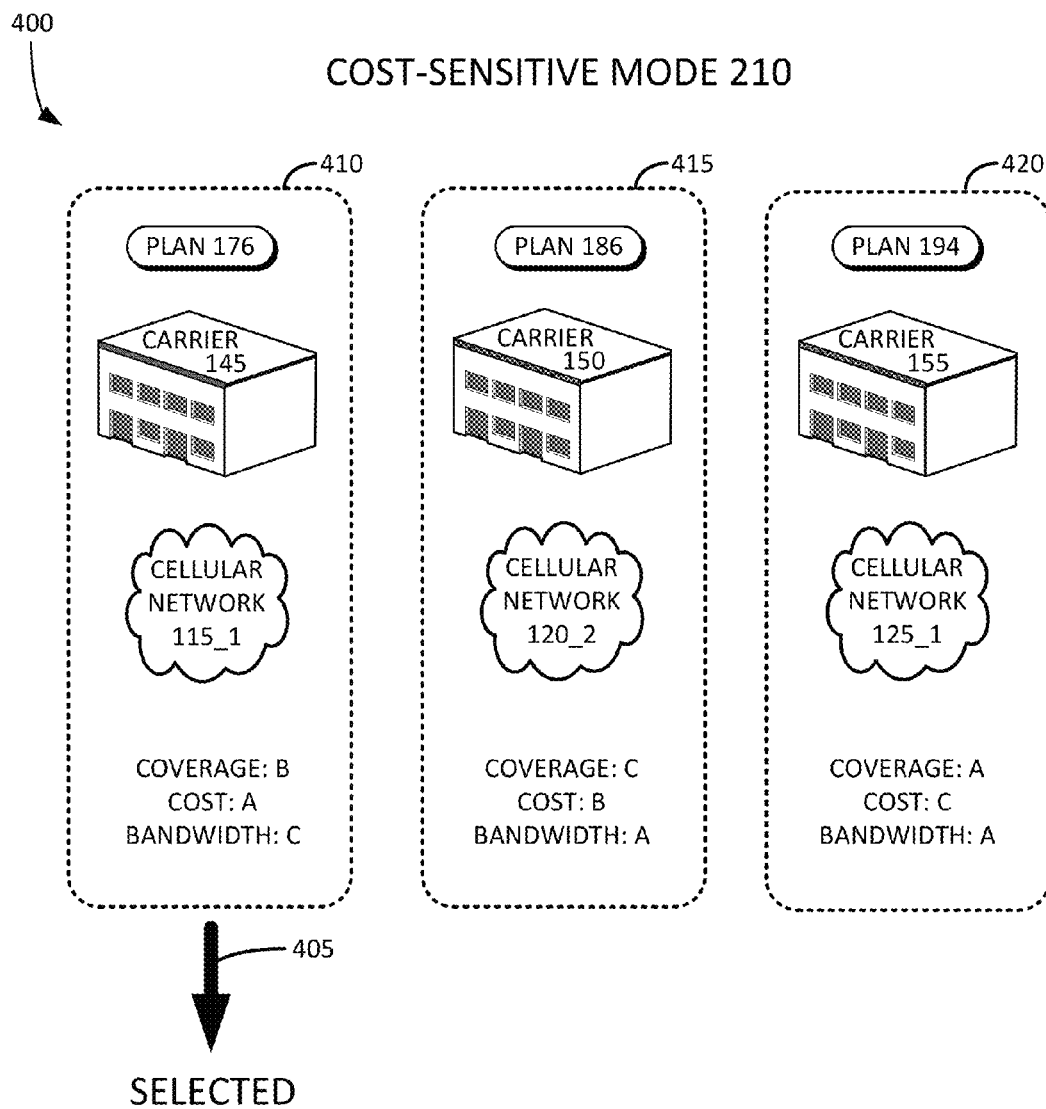 400
COST-SENSITIVE MODE 210
410
PLAN 176
CARRIER
145
CELLULAR
NETWORK
115_1
COVERAGE: B
COST: A
BANDWIDTH: C
415
PLAN 186
CARRIER
150
CELLULAR
NETWORK
120_2
COVERAGE: C
COST: B
BANDWIDTH: A
420
PLAN 194
CARRIER
155
CELLULAR
NETWORK
125_1
COVERAGE: A
COST: C
BANDWIDTH: A
405
SELECTED